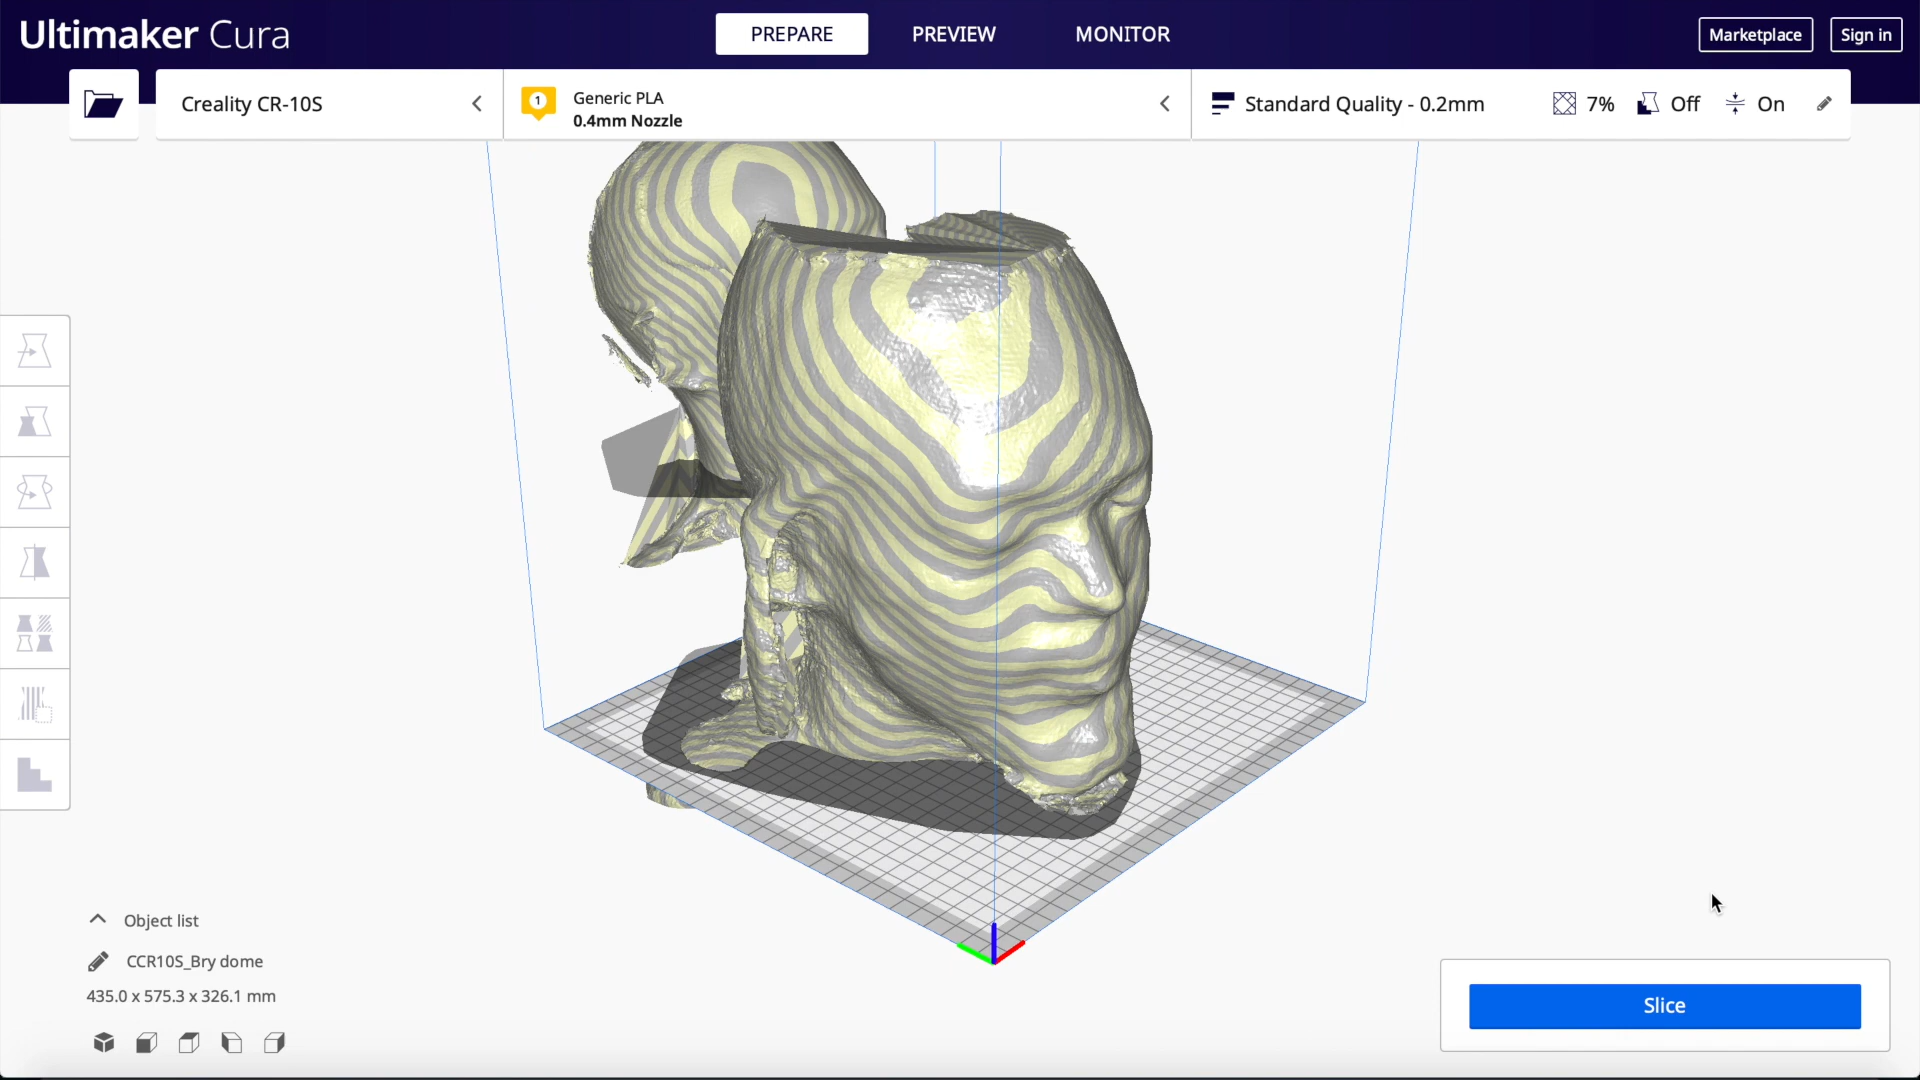 Ultimaker Cura
PREPARE
PREVIEW
MONITOR
Marketplace
Sign in
Creality CR-10S
1
Generic PLA
0.4mm Nozzle
Standard Quality - 0.2mm
7%
Off
On
Object list
CCR10S_Bry dome
435.0 x 575.3 x 326.1 mm
Slice